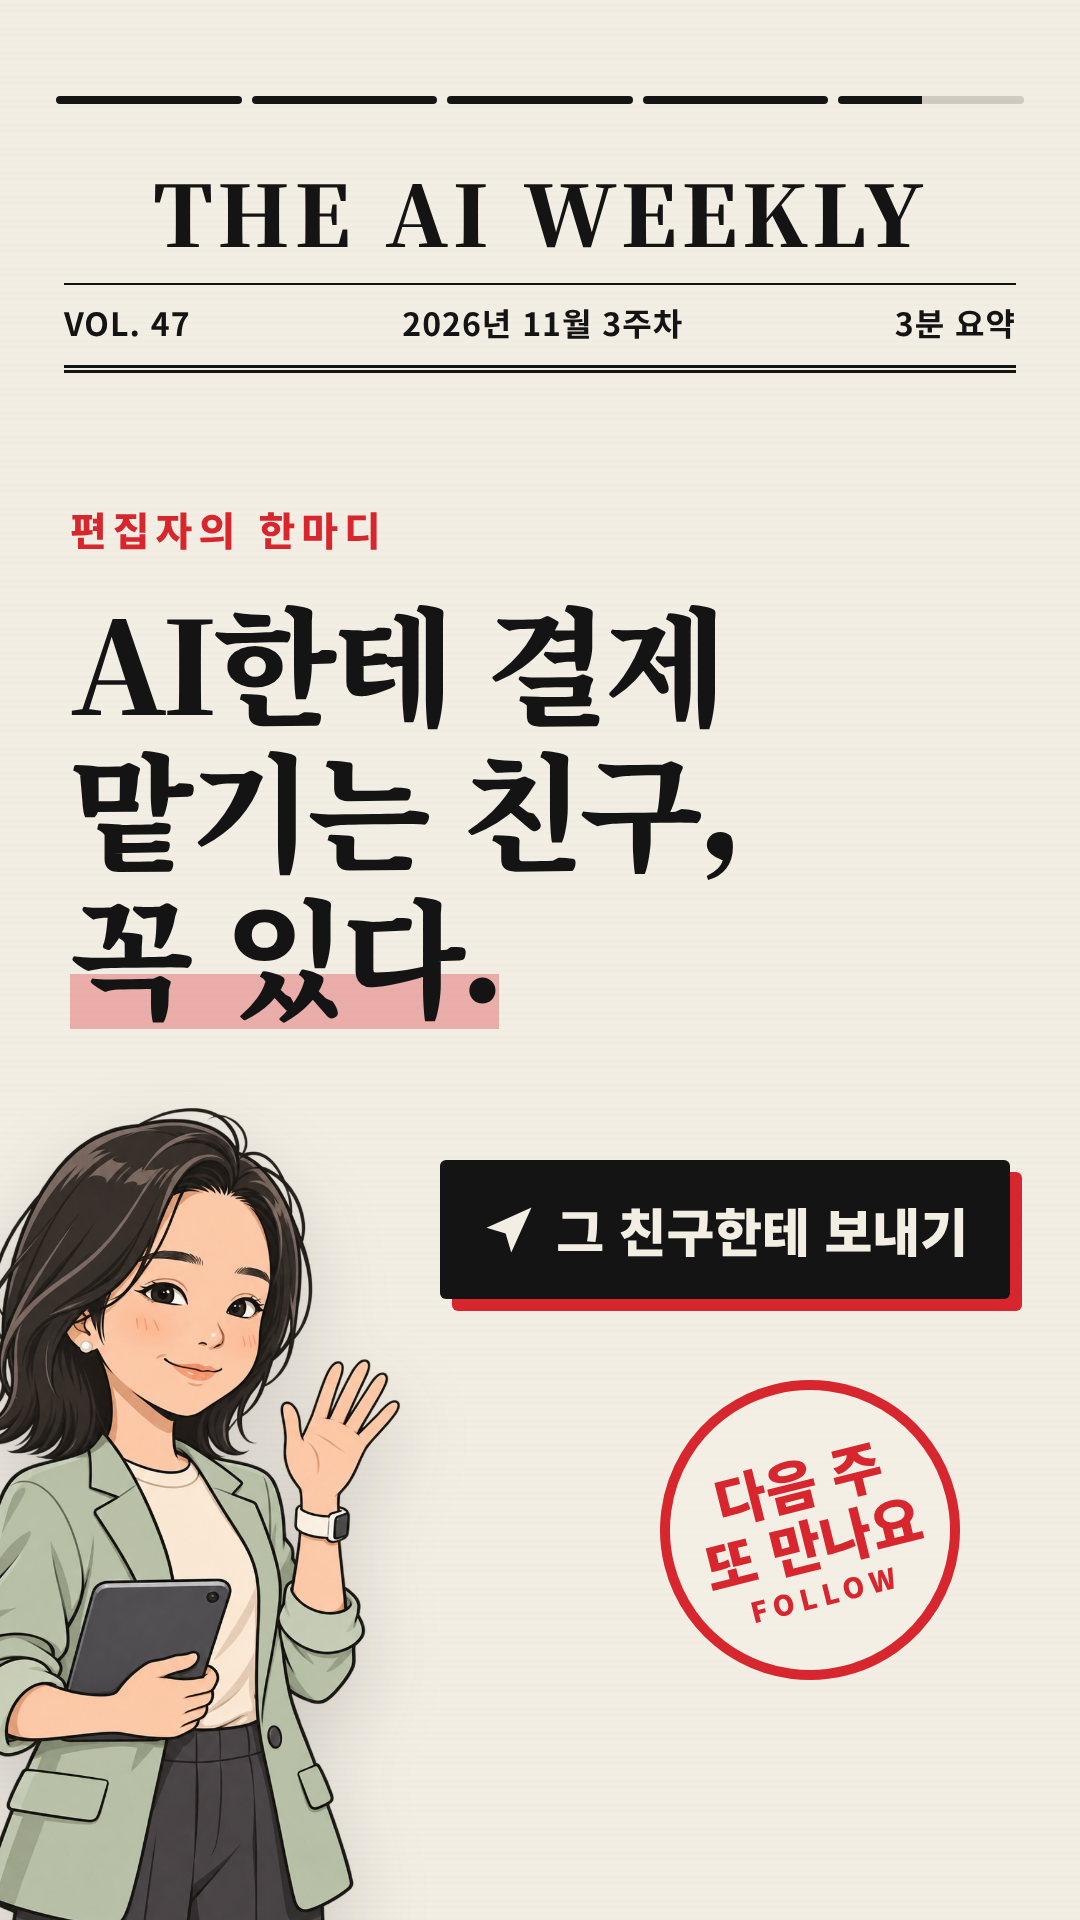 THE AI WEEKLY
VOL. 47 2026년 11월 3주차 3분 요약
편집자의 한마디
AI한테 결제
맡기는 친구,
꼭 있다.
그 친구한테 보내기
다음 주
또 만나요
FOLLOW